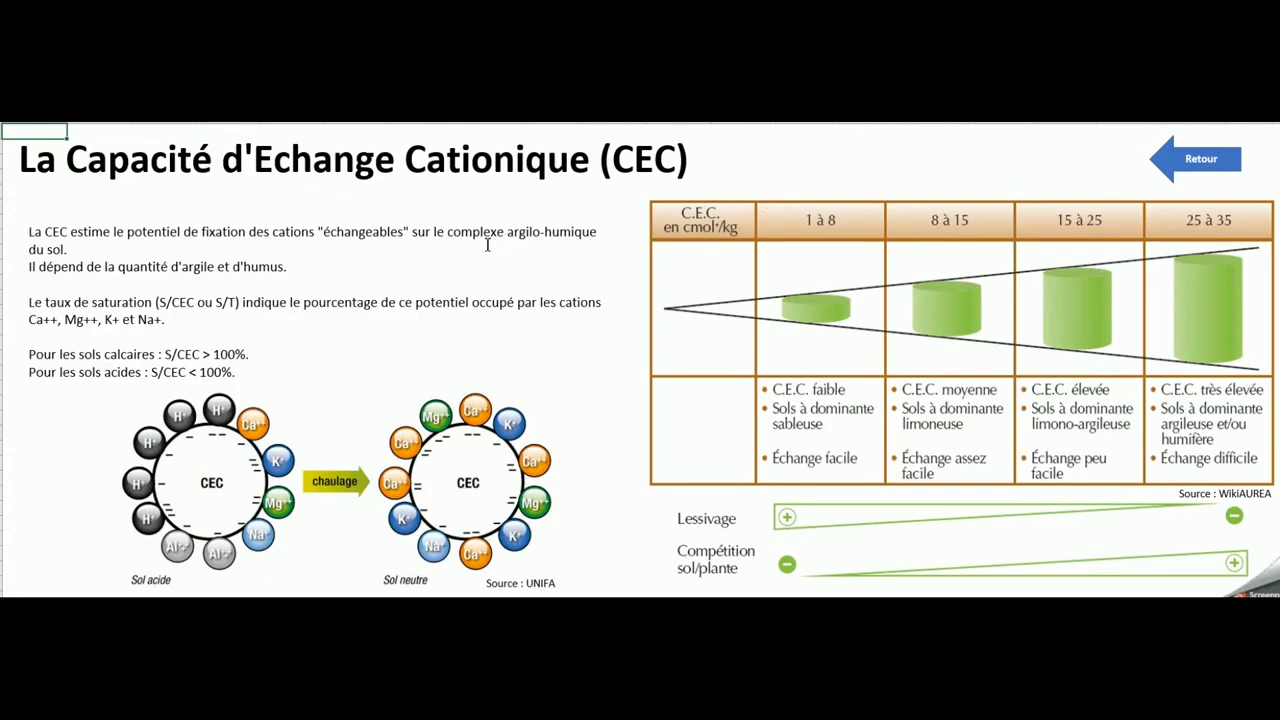 La Capacité d'Echange Cationique (CEC)
Retour
La CEC estime le potentiel de fixation des cations "échangeables" sur le complexe argilo-humique
du sol.
Il dépend de la quantité d'argile et d'humus.
Le taux de saturation (S/CEC ou S/T) indique le pourcentage de ce potentiel occupé par les cations
Ca++, Mg++, K+ et Na+.
Pour les sols calcaires : S/CEC > 100%.
Pour les sols acides : S/CEC < 100%.
H+
H+
Ca++
H+
K+
H+
CEC
Mg++
H+
Na+
Al+++
Al+++
Sol acide
chaulage
Mg++
Ca++
K+
Ca++
Ca++
Ca++
CEC
Mg++
K+
K+
Na+
Ca++
Sol neutre
Source : UNIFA
C.E.C.
en cmol+/kg
1 à 8
8 à 15
15 à 25
25 à 35
• C.E.C. faible
• Sols à dominante
sableuse
• Échange facile
• C.E.C. moyenne
• Sols à dominante
limoneuse
• Échange assez
facile
• C.E.C. élevée
• Sols à dominante
limono-argileuse
• Échange peu
facile
• C.E.C. très élevée
• Sols à dominante
argileuse et/ou
humifère
• Échange difficile
Source : WikiAUREA
Lessivage
+
−
Compétition
sol/plante
−
+